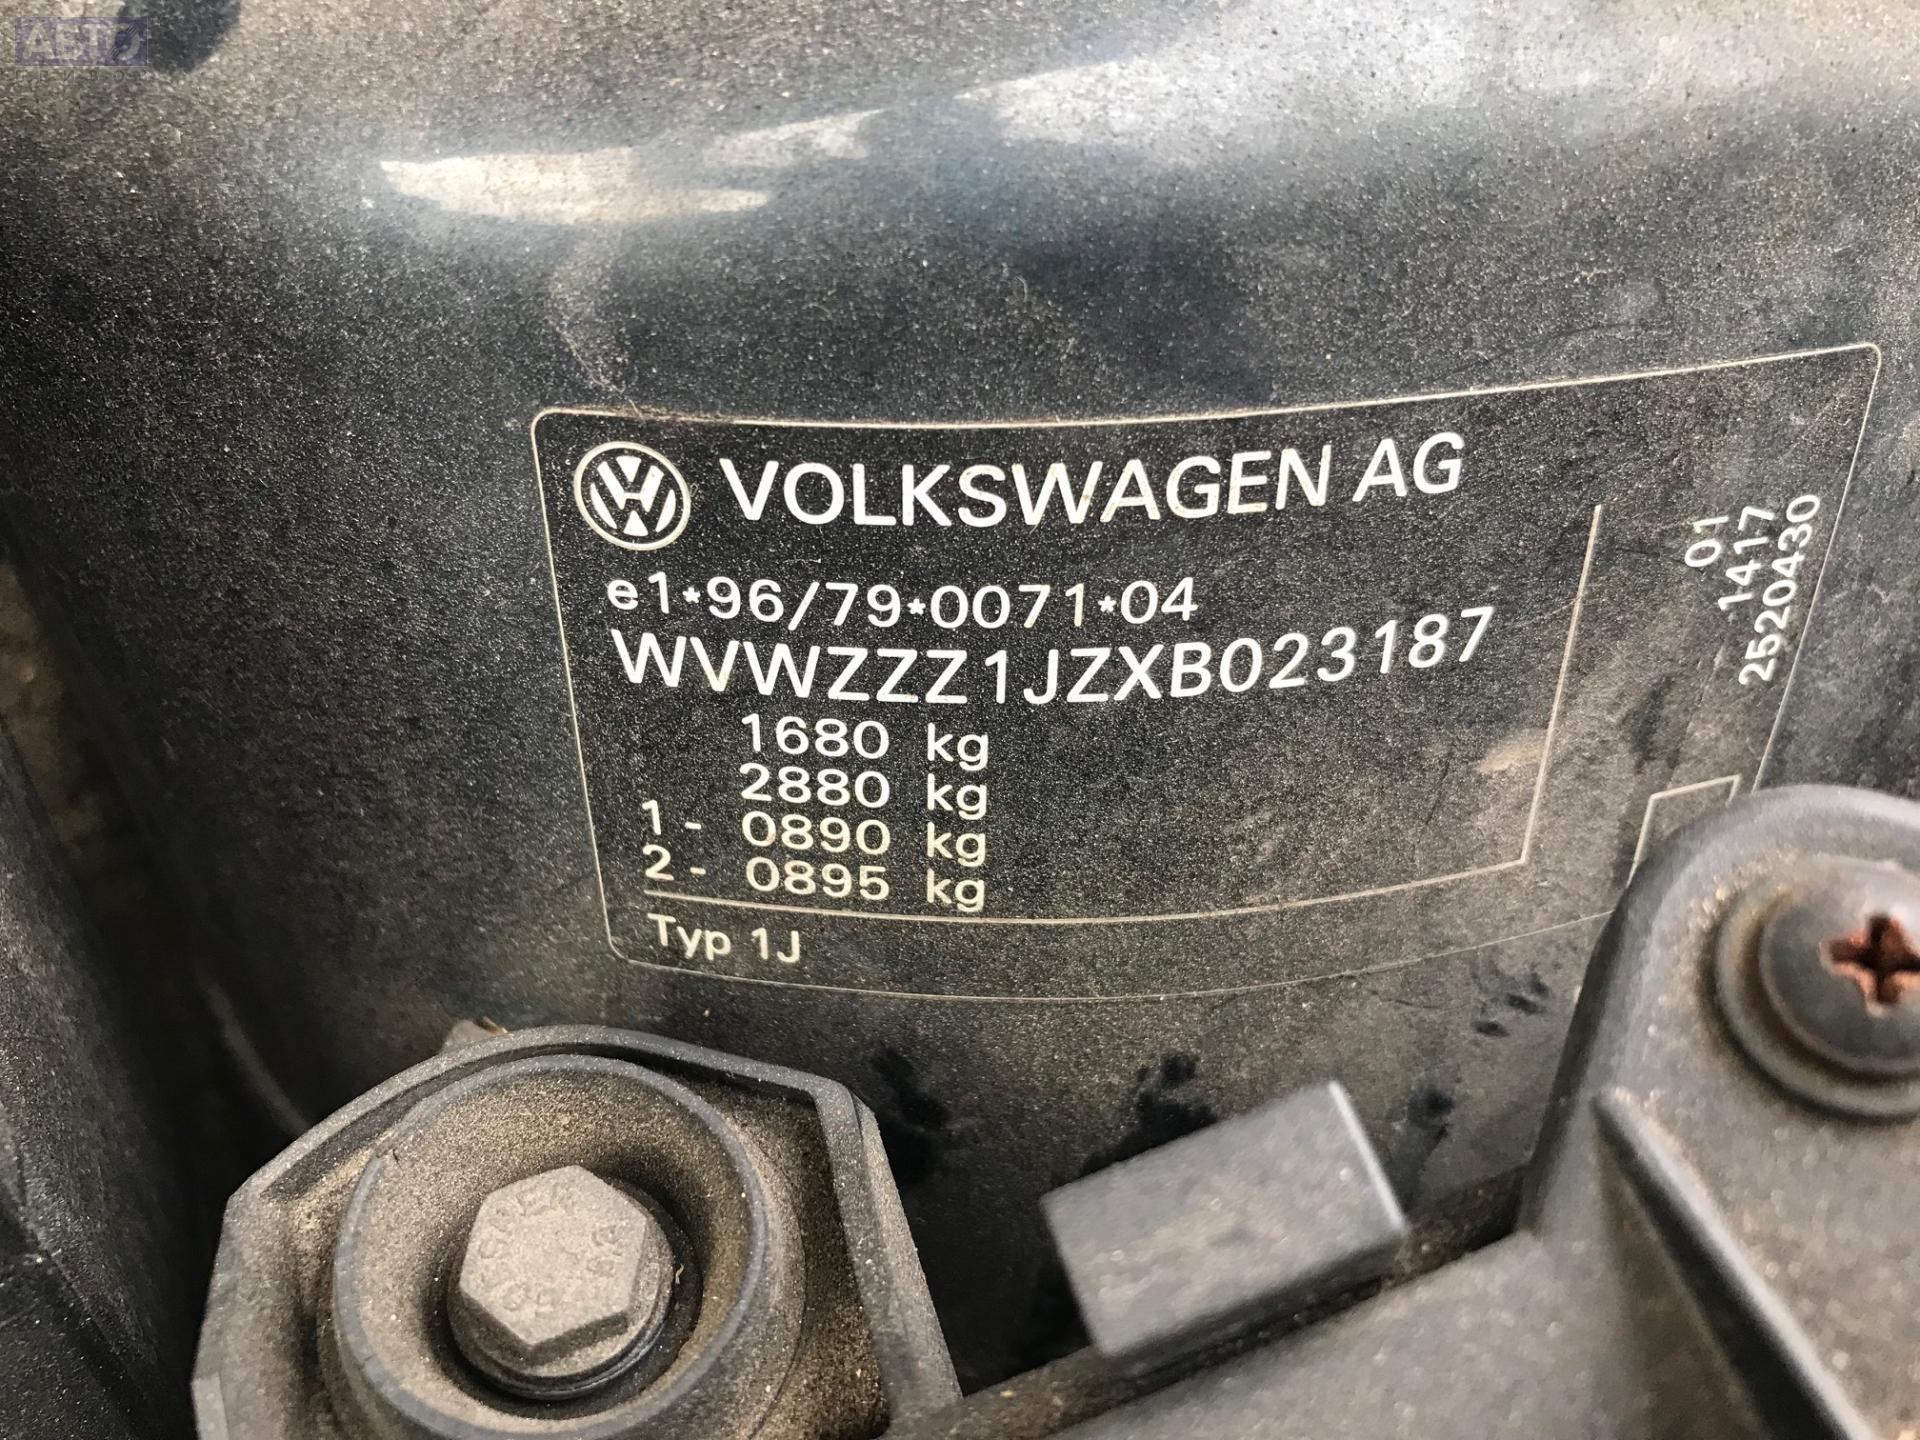 АВТО
VOLKSWAGEN AG
e1*96/79*0071*04
WVWZZZ1JZXB023187
1680 kg
2880 kg
1 - 0890 kg
2 - 0895 kg
Typ 1J
01
1417
2520430